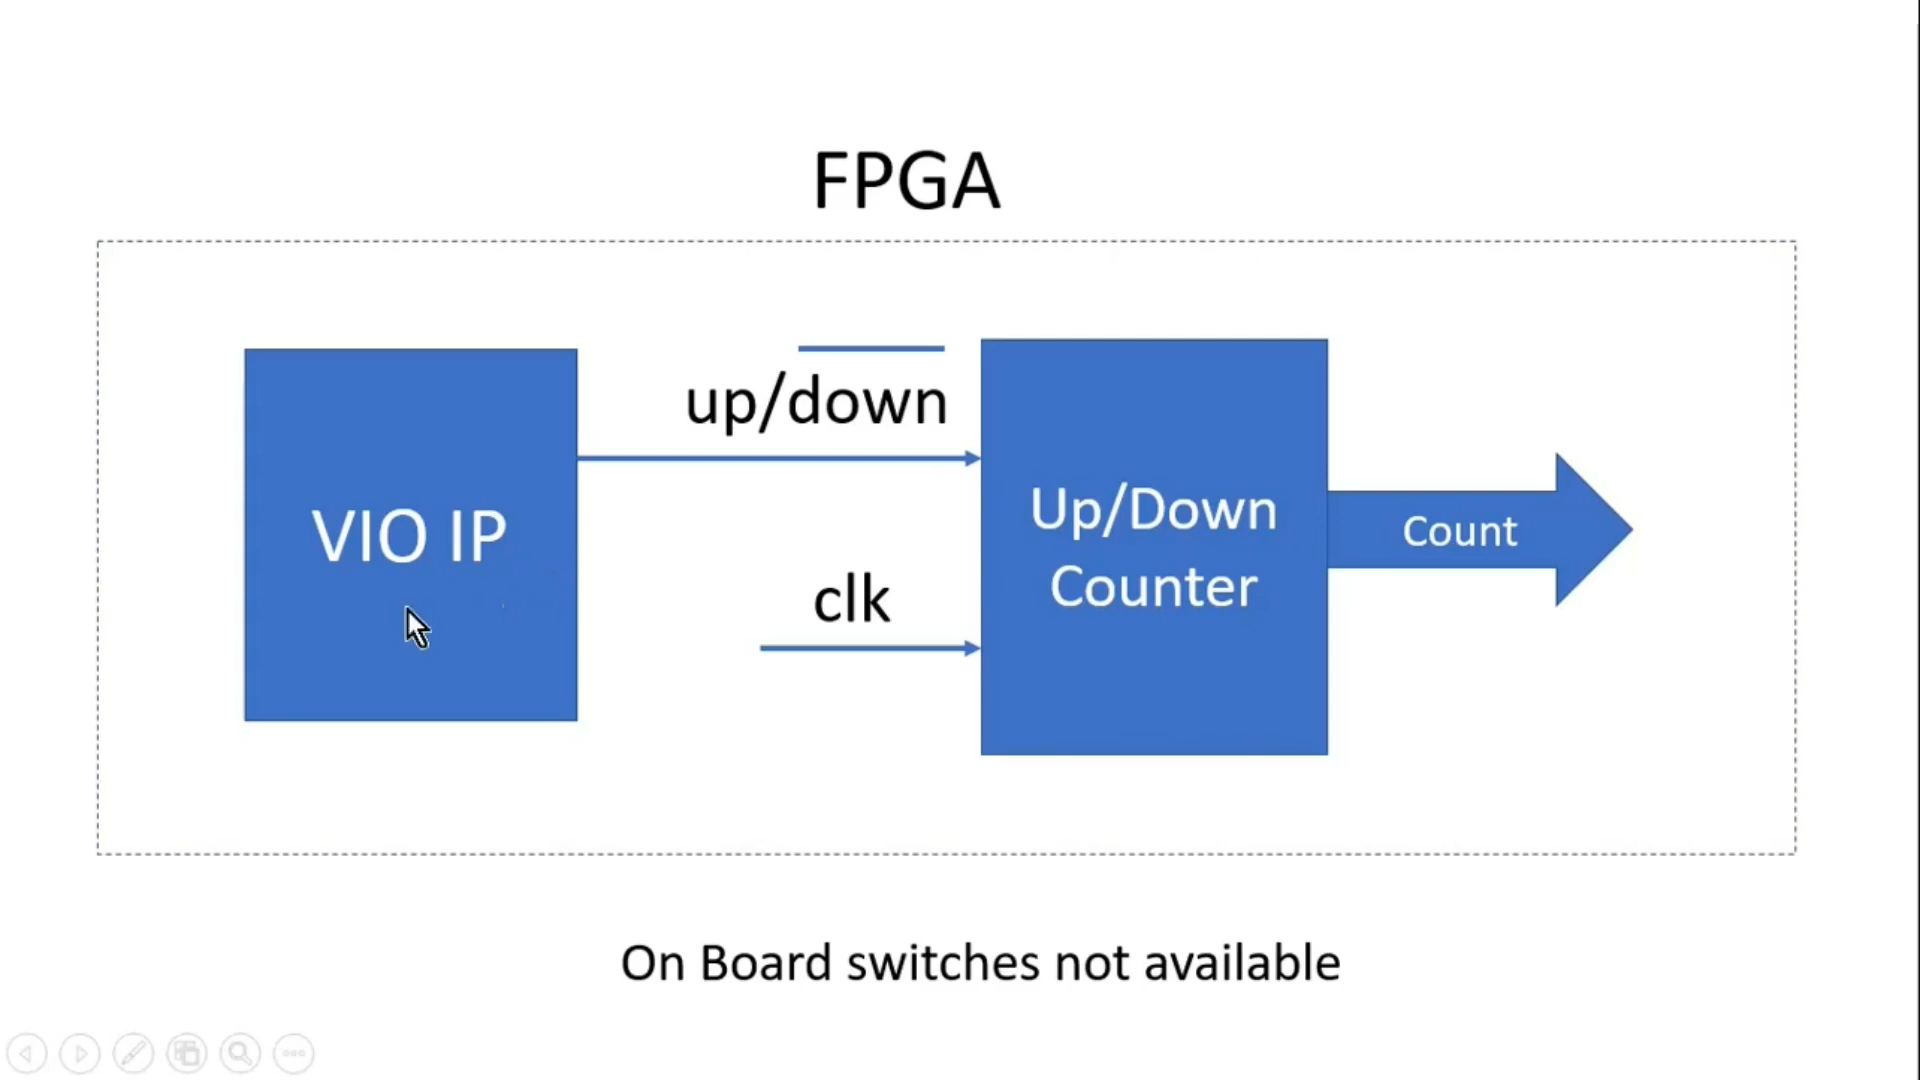 FPGA
up/down
VIO IP
clk
Up/Down
Counter
Count
On Board switches not available